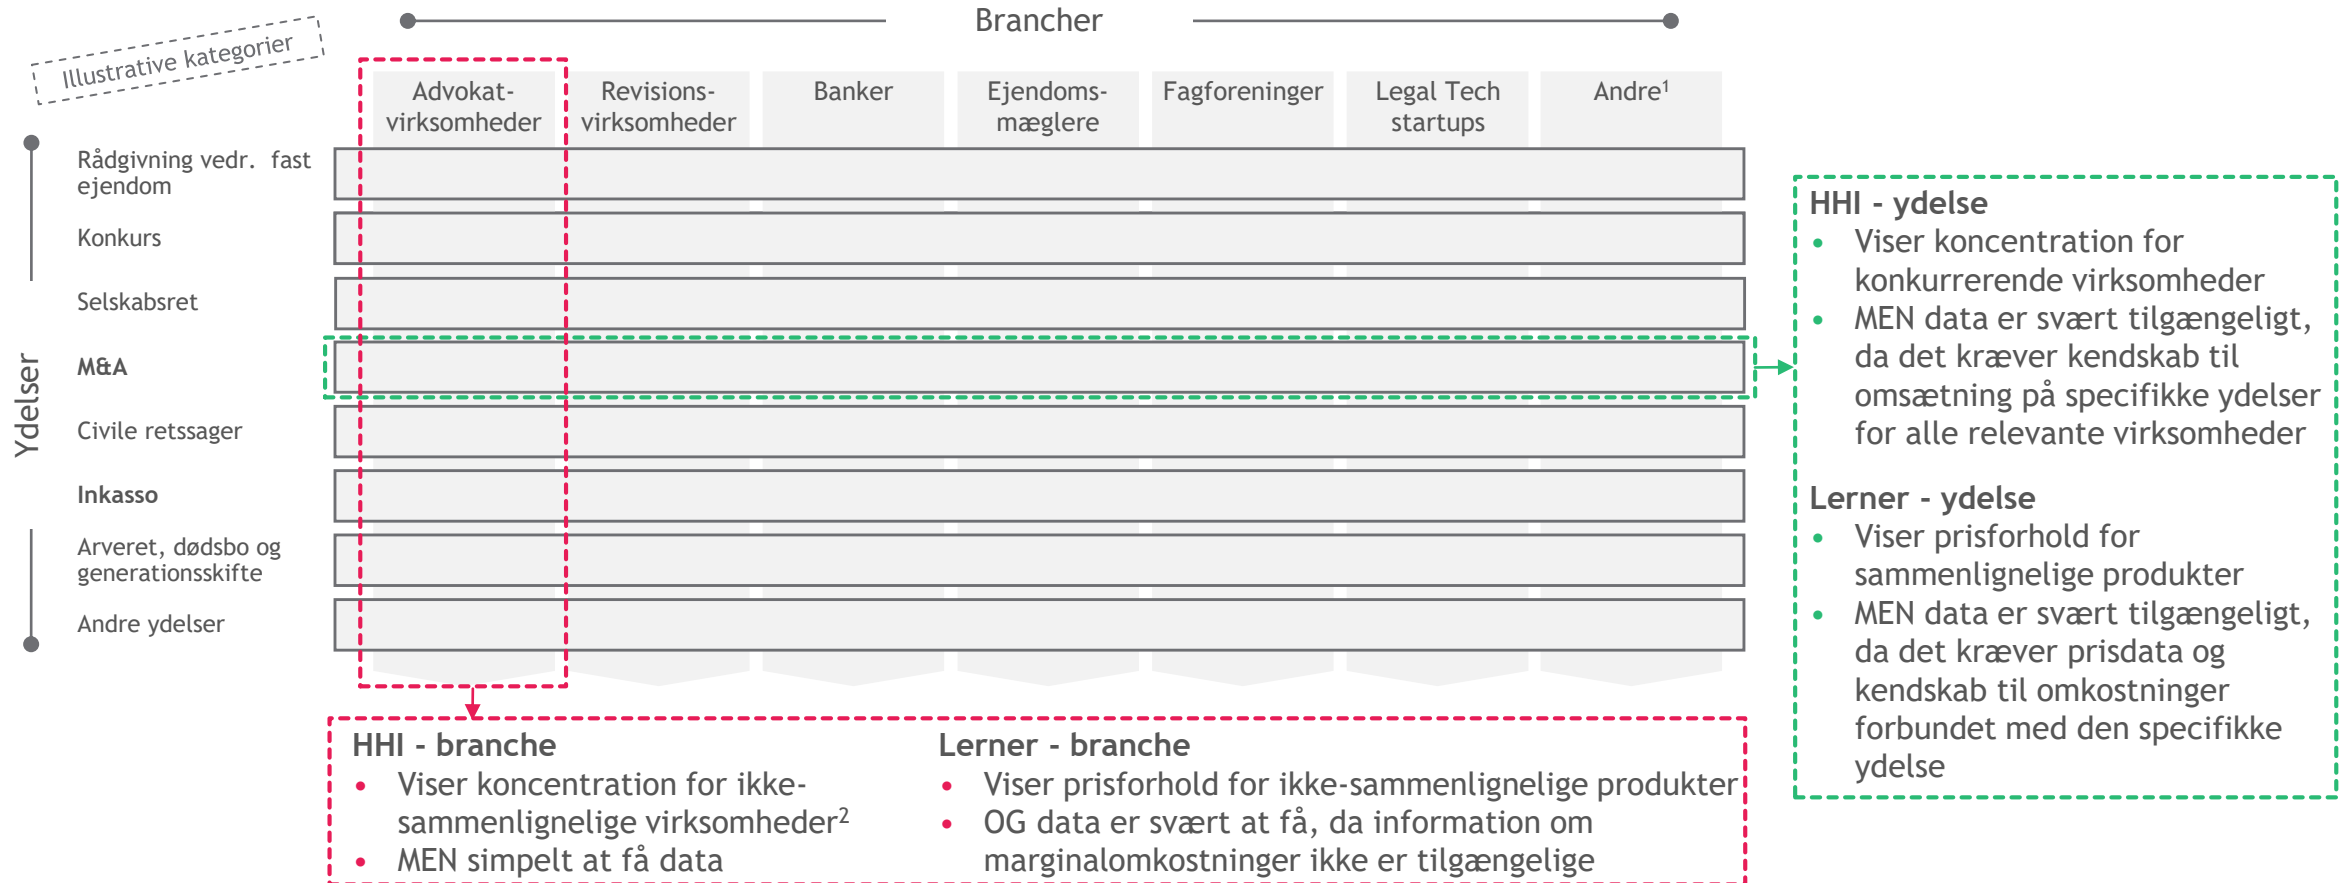 Brancher
Illustrative kategorier
Advokat-
virksomheder
Revisions-
virksomheder
Banker
Ejendoms-
mæglere
Fagforeninger
Legal Tech
startups
Andre¹
Ydelser
Rådgivning vedr. fast
ejendom
Konkurs
Selskabsret
M&A
Civile retssager
Inkasso
Arveret, dødsbo og
generationsskifte
Andre ydelser
HHI - ydelse
• Viser koncentration for
konkurrerende virksomheder
• MEN data er svært tilgængeligt,
da det kræver kendskab til
omsætning på specifikke ydelser
for alle relevante virksomheder
Lerner - ydelse
• Viser prisforhold for
sammenlignelige produkter
• MEN data er svært tilgængeligt,
da det kræver prisdata og
kendskab til omkostninger
forbundet med den specifikke
ydelse
HHI - branche
• Viser koncentration for ikke-
sammenlignelige virksomheder²
• MEN simpelt at få data
Lerner - branche
• Viser prisforhold for ikke-sammenlignelige produkter
• OG data er svært at få, da information om
marginalomkostninger ikke er tilgængelige